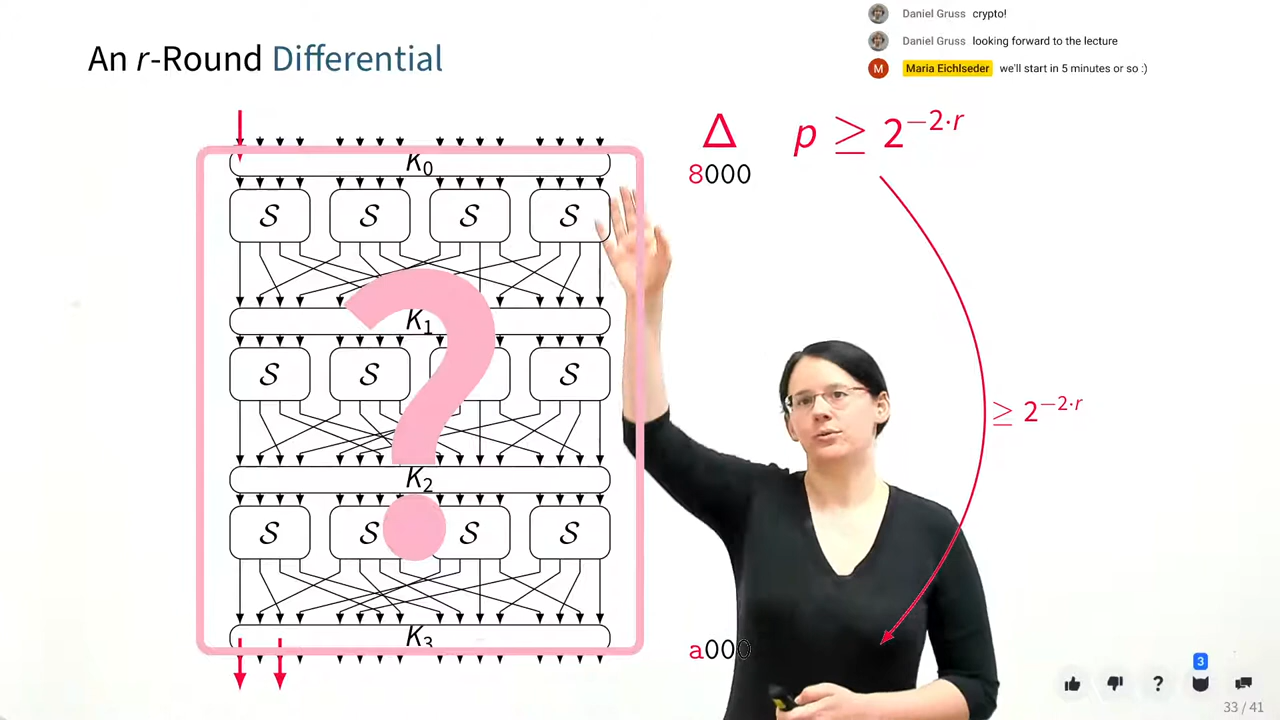 Daniel Gruss crypto!
Daniel Gruss looking forward to the lecture
M Maria Eichlseder we'll start in 5 minutes or so :)
An r-Round Differential
Δ p ≥ 2^{−2·r}
K₀
8000
S S S S
?
K₁
S S S
≥ 2^{−2·r}
K₂
S S S S
K₃
a000
3
?
33 / 41